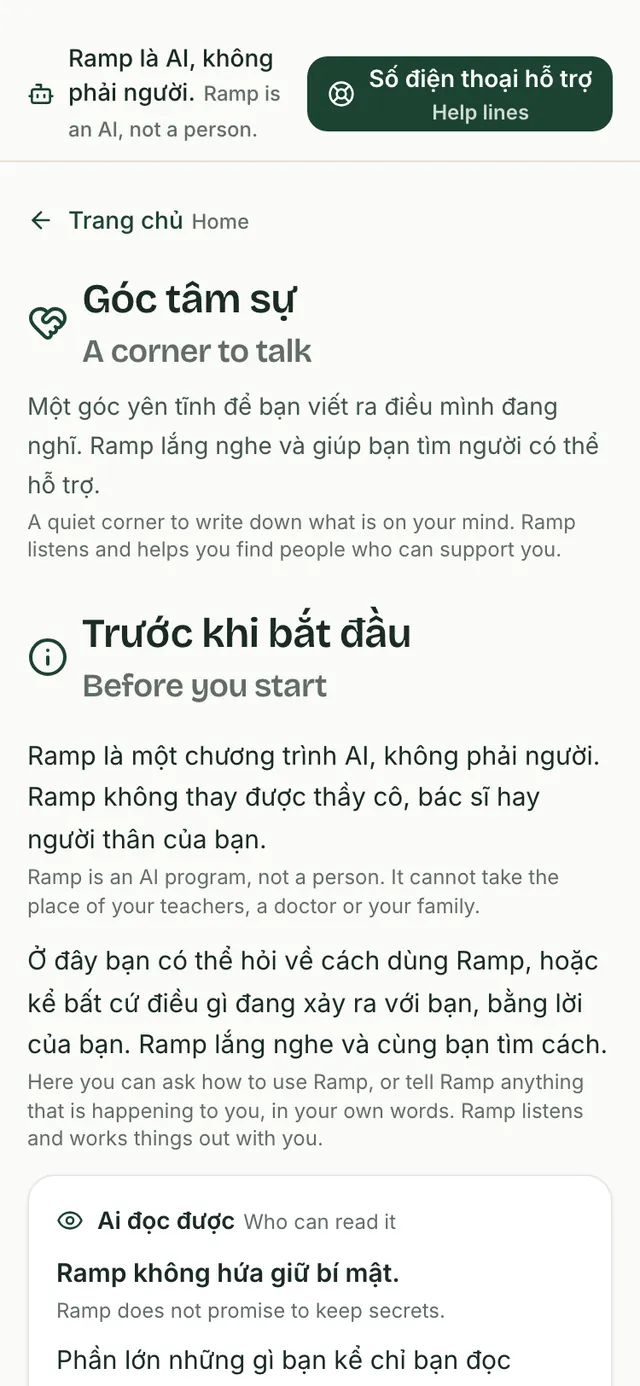 Ramp là AI, không
phải người. Ramp is
an AI, not a person.
Số điện thoại hỗ trợ
Help lines
Trang chủ Home
Góc tâm sự
A corner to talk
Một góc yên tĩnh để bạn viết ra điều mình đang
nghĩ. Ramp lắng nghe và giúp bạn tìm người có thể
hỗ trợ.
A quiet corner to write down what is on your mind. Ramp
listens and helps you find people who can support you.
Trước khi bắt đầu
Before you start
Ramp là một chương trình AI, không phải người.
Ramp không thay được thầy cô, bác sĩ hay
người thân của bạn.
Ramp is an AI program, not a person. It cannot take the
place of your teachers, a doctor or your family.
Ở đây bạn có thể hỏi về cách dùng Ramp, hoặc
kể bất cứ điều gì đang xảy ra với bạn, bằng lời
của bạn. Ramp lắng nghe và cùng bạn tìm cách.
Here you can ask how to use Ramp, or tell Ramp anything
that is happening to you, in your own words. Ramp listens
and works things out with you.
Ai đọc được Who can read it
Ramp không hứa giữ bí mật.
Ramp does not promise to keep secrets.
Phần lớn những gì bạn kể chỉ bạn đọc